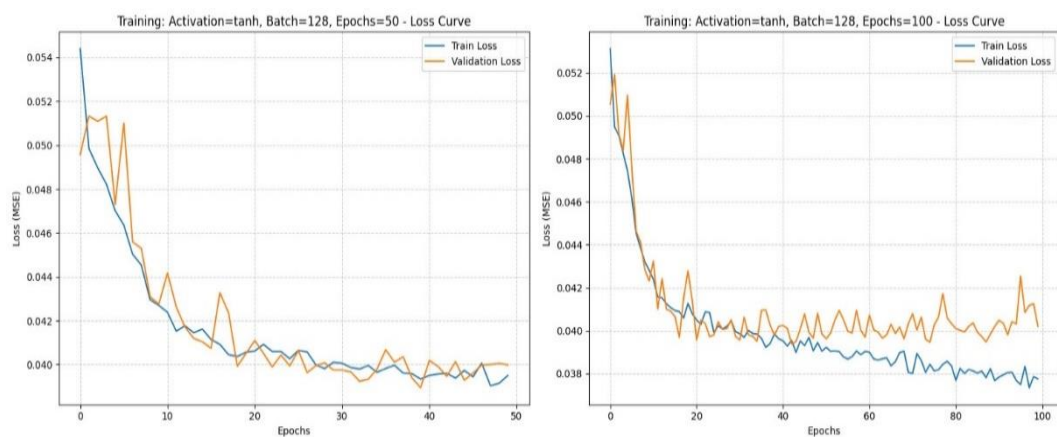 Training: Activation=tanh, Batch=128, Epochs=50 - Loss Curve
Train Loss
Validation Loss
0.054
0.052
0.050
0.048
0.046
0.044
0.042
0.040
Loss (MSE)
0 10 20 30 40 50
Epochs
Training: Activation=tanh, Batch=128, Epochs=100 - Loss Curve
Train Loss
Validation Loss
0.052
0.050
0.048
0.046
0.044
0.042
0.040
0.038
Loss (MSE)
0 20 40 60 80 100
Epochs